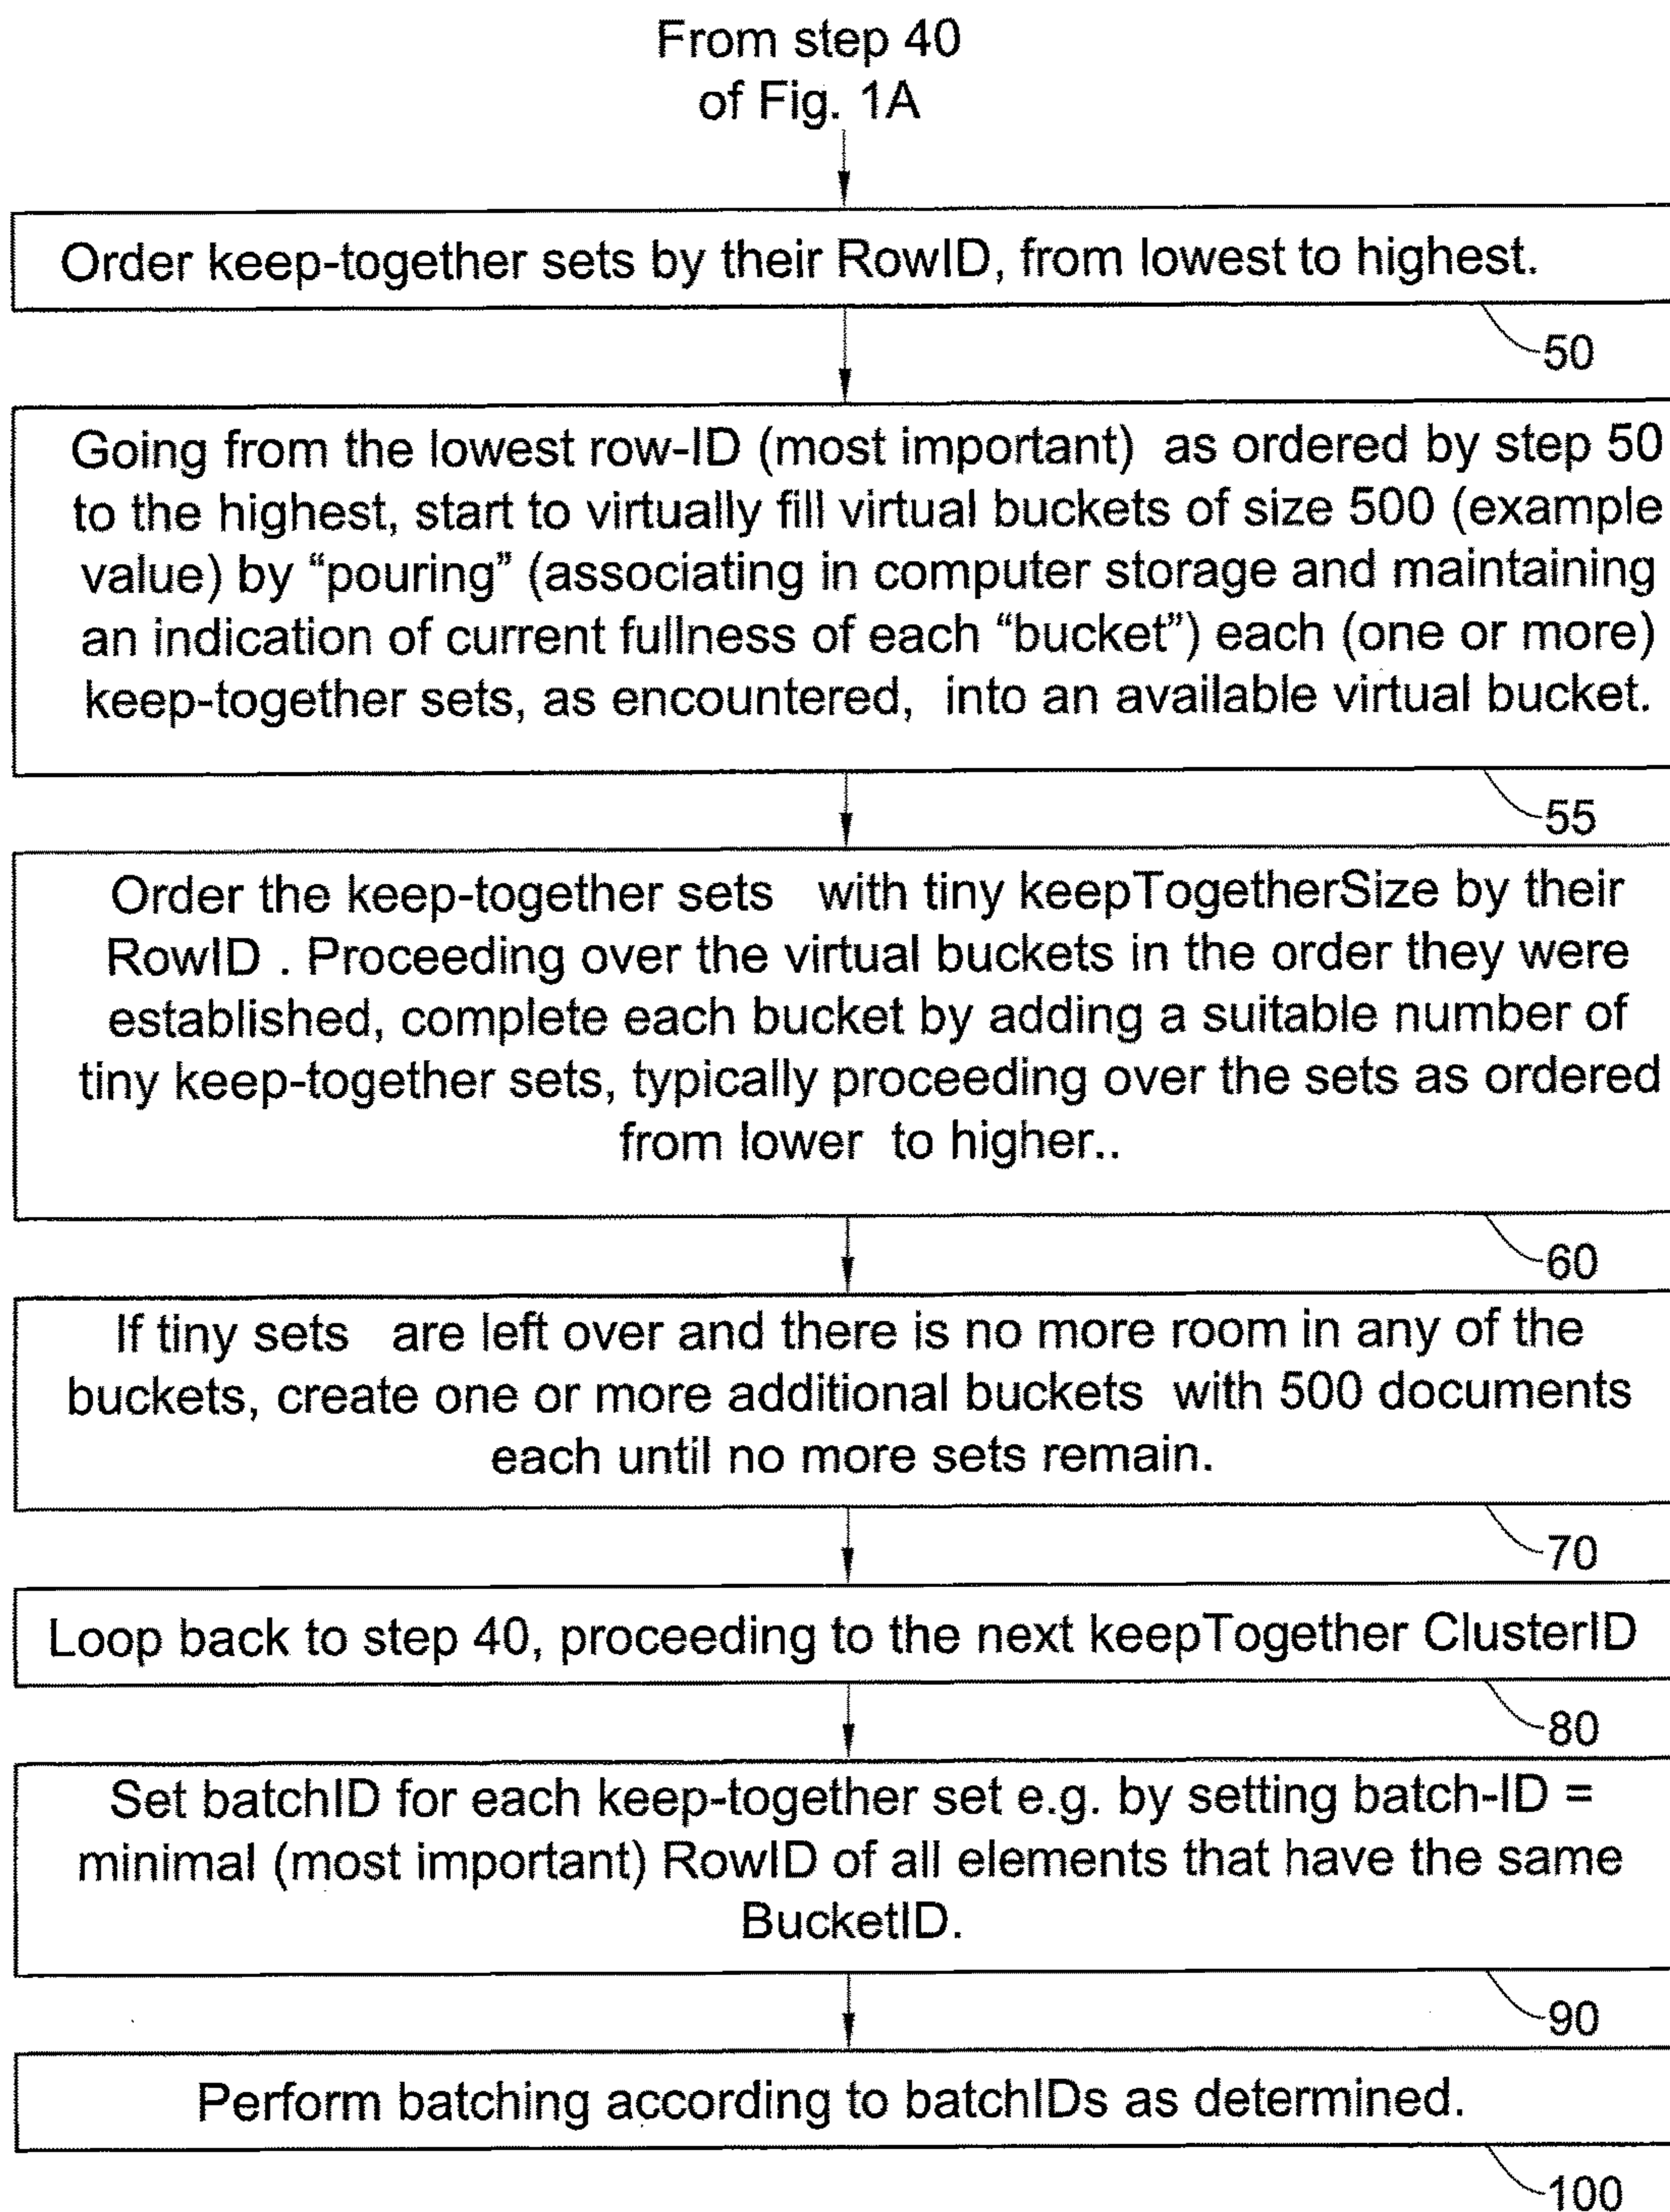 From step 40
of Fig. 1A
Order keep-together sets by their RowID, from lowest to highest.
50
Going from the lowest row-ID (most important) as ordered by step 50
to the highest, start to virtually fill virtual buckets of size 500 (example
value) by “pouring” (associating in computer storage and maintaining
an indication of current fullness of each “bucket”) each (one or more)
keep-together sets, as encountered, into an available virtual bucket.
55
Order the keep-together sets with tiny keepTogetherSize by their
RowID . Proceeding over the virtual buckets in the order they were
established, complete each bucket by adding a suitable number of
tiny keep-together sets, typically proceeding over the sets as ordered
from lower to higher..
60
If tiny sets are left over and there is no more room in any of the
buckets, create one or more additional buckets with 500 documents
each until no more sets remain.
70
Loop back to step 40, proceeding to the next keepTogether ClusterID
80
Set batchID for each keep-together set e.g. by setting batch-ID =
minimal (most important) RowID of all elements that have the same
BucketID.
90
Perform batching according to batchIDs as determined.
100